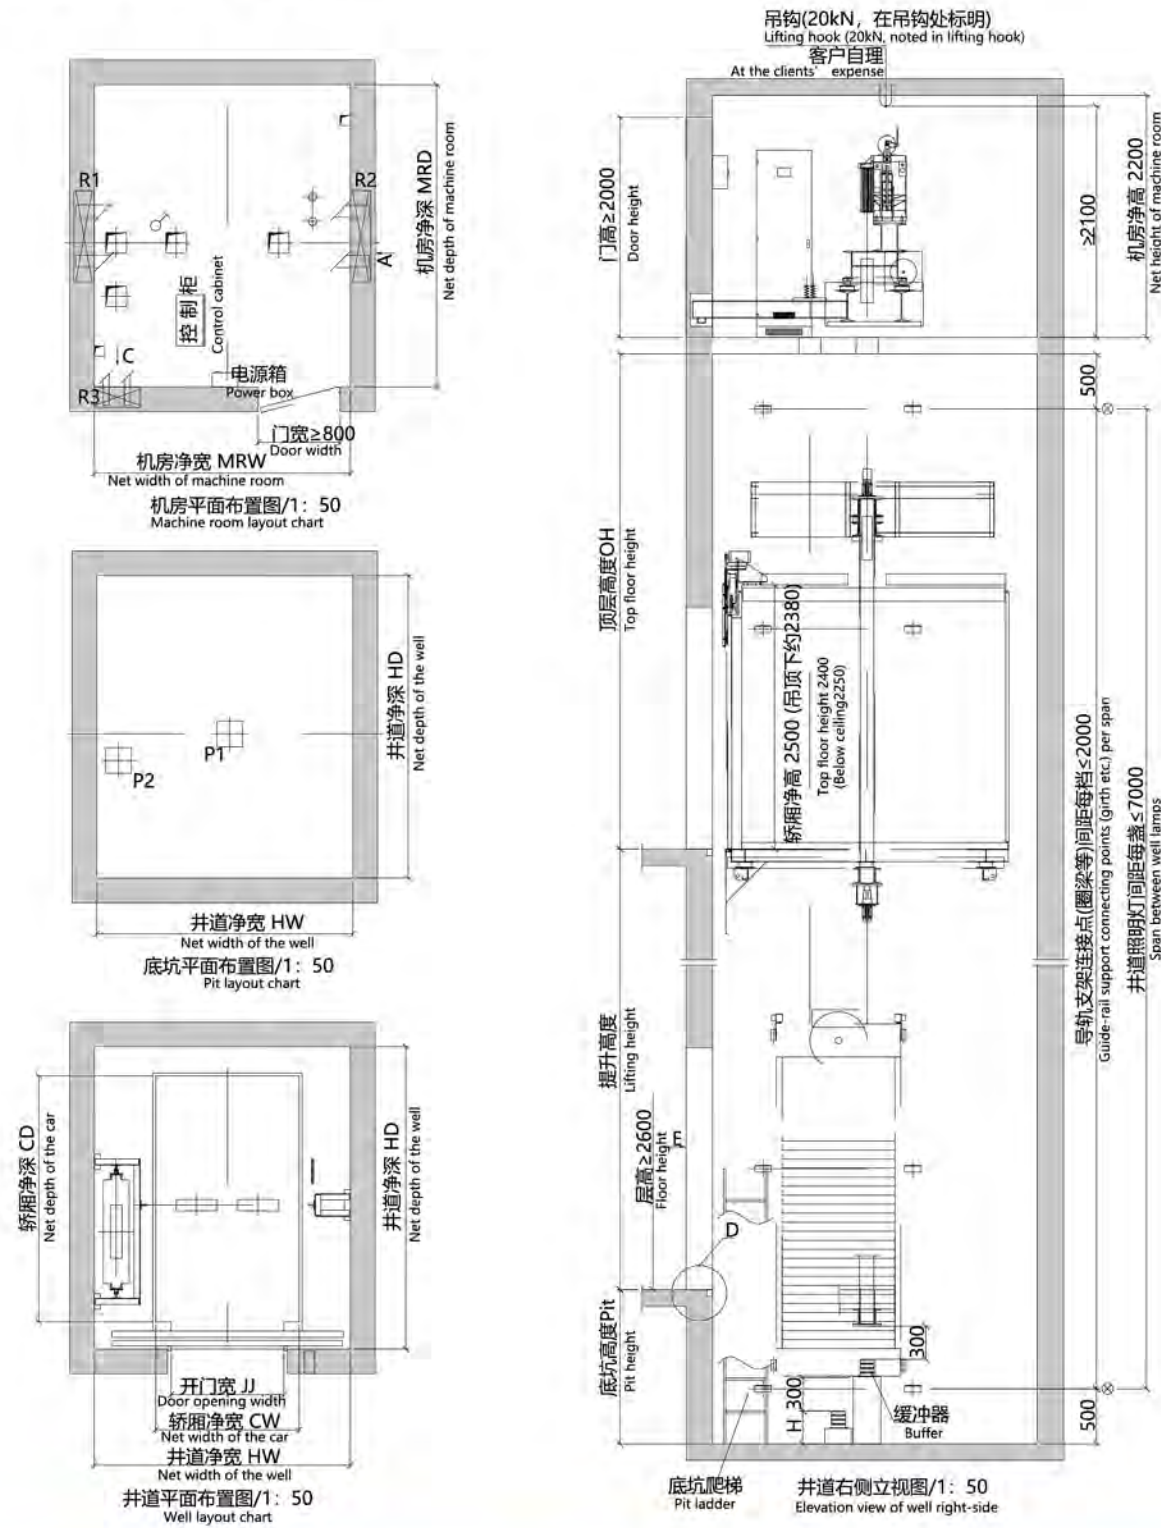 吊钩(20kN，在吊钩处标明)
Lifting hook (20kN, noted in lifting hook)
客户自理
At the clients' expense
R1
R2
A'
控制柜
Control cabinet
C
R3
电源箱
Power box
门宽≥800
Door width
机房净深 MRD
Net depth of machine room
机房净宽 MRW
Net width of machine room
机房平面布置图/1：50
Machine room layout chart
P1
P2
井道净深 HD
Net depth of the well
井道净宽 HW
Net width of the well
底坑平面布置图/1：50
Pit layout chart
轿厢净深 CD
Net depth of the car
井道净深 HD
Net depth of the well
开门宽 JJ
Door opening width
轿厢净宽 CW
Net width of the car
井道净宽 HW
Net width of the well
井道平面布置图/1：50
Well layout chart
门高≥2000
Door height
≥2100
机房净高 2200
Net height of machine room
500
顶层高度OH
Top floor height
轿厢净高 2500 (吊顶下约2380)
Top floor height 2400
(Below ceiling2250)
导轨支架连接点(圈梁等)间距每档≤2000
Guide-rail support connecting points (girth etc.) per span
井道照明灯间距每盏≤7000
Span between well lamps
提升高度
Lifting height
层高≥2600
Floor height
E
D
底坑高度Pit
Pit height
300
H 300
缓冲器
Buffer
500
底坑爬梯
Pit ladder
井道右侧立视图/1：50
Elevation view of well right-side